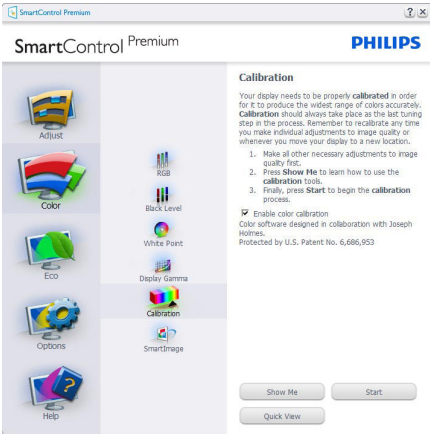 SmartControl Premium
SmartControl Premium
PHILIPS
Adjust
Color
Eco
Options
Help
RGB
Black Level
White Point
Display Gamma
Calibration
SmartImage
Calibration
Your display needs to be properly calibrated in order
for it to produce the widest range of colors accurately.
Calibration should always take place as the last tuning
step in the process. Remember to recalibrate any time
you make individual adjustments to image quality or
whenever you move your display to a new location.
1. Make all other necessary adjustments to image
quality first.
2. Press Show Me to learn how to use the
calibration tools.
3. Finally, press Start to begin the calibration
process.
Enable color calibration
Color software designed in collaboration with Joseph
Holmes.
Protected by U.S. Patent No. 6,686,953
Show Me
Start
Quick View